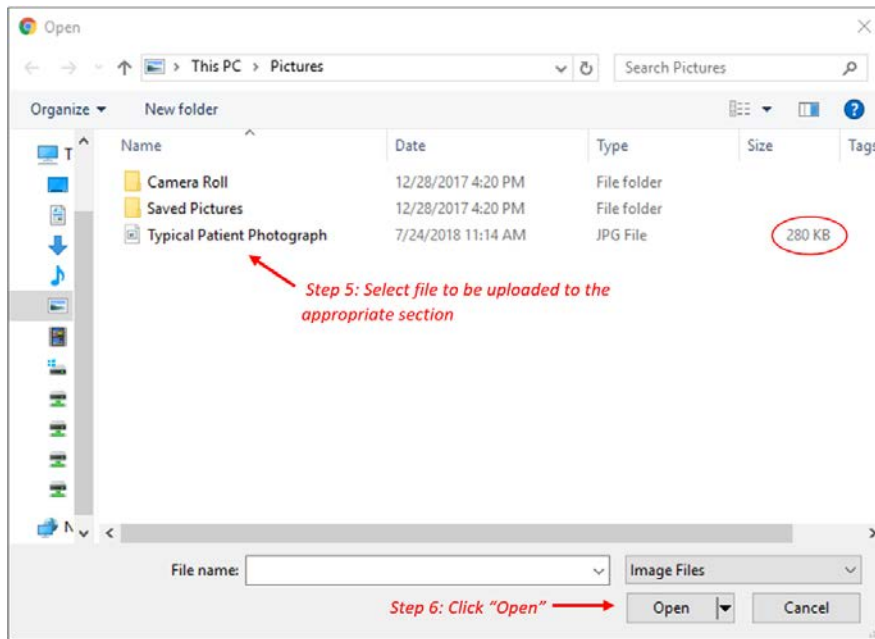 Open
This PC > Pictures
Search Pictures
Organize
New folder
?
T
Name
Date
Type
Size
Tags
Camera Roll 12/28/2017 4:20 PM File folder
Saved Pictures 12/28/2017 4:20 PM File folder
Typical Patient Photograph 7/24/2018 11:14 AM JPG File 280 KB
Step 5: Select file to be uploaded to the
appropriate section
N
File name:
Image Files
Step 6: Click “Open”
Open
Cancel